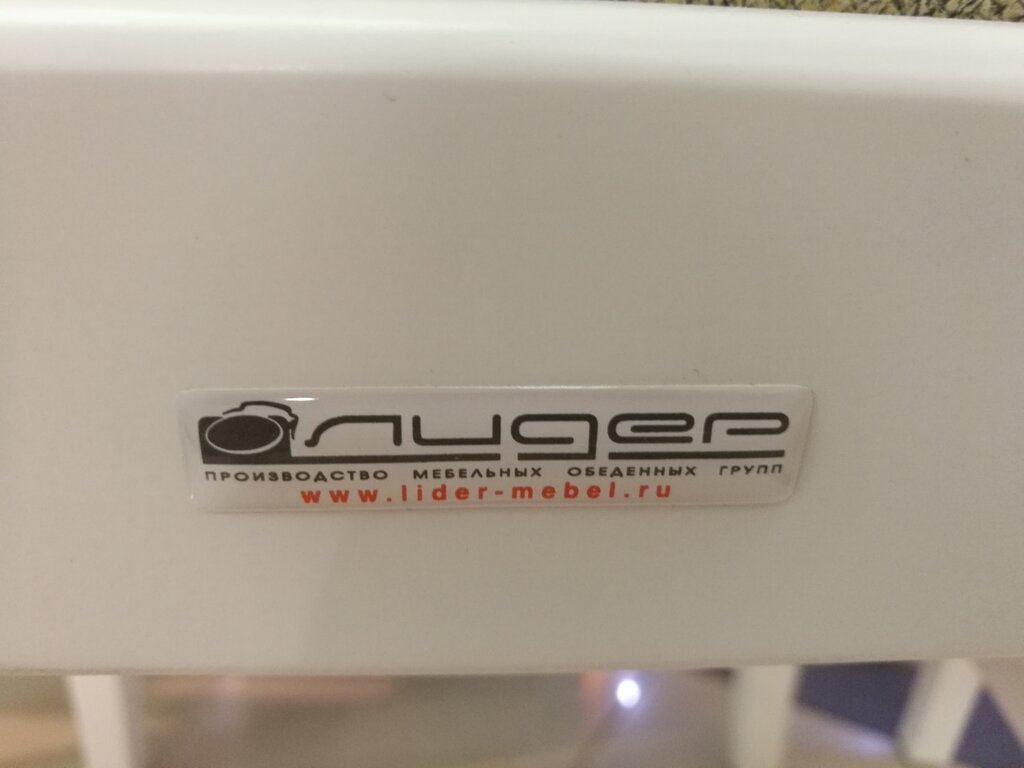 лидер
ПРОИЗВОДСТВО МЕБЕЛЬНЫХ ОБЕДЕННЫХ ГРУПП
www.lider-mebel.ru